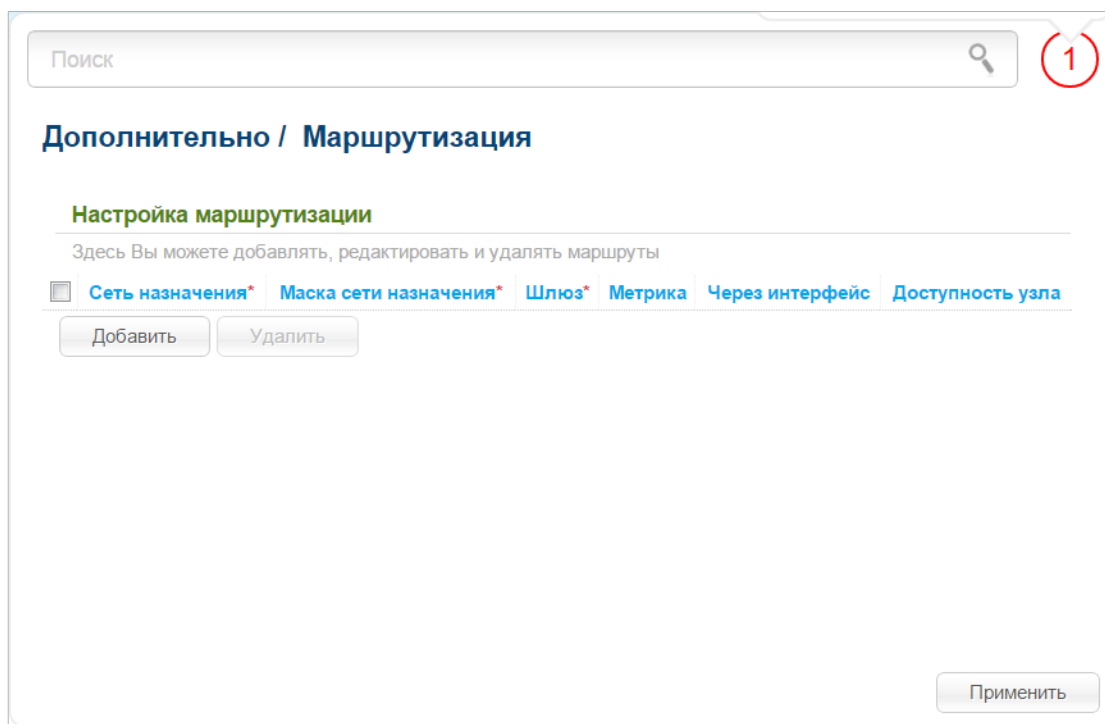 Поиск
1
Дополнительно / Маршрутизация
Настройка маршрутизации
Здесь Вы можете добавлять, редактировать и удалять маршруты
Сеть назначения* Маска сети назначения* Шлюз* Метрика Через интерфейс Доступность узла
Добавить Удалить
Применить